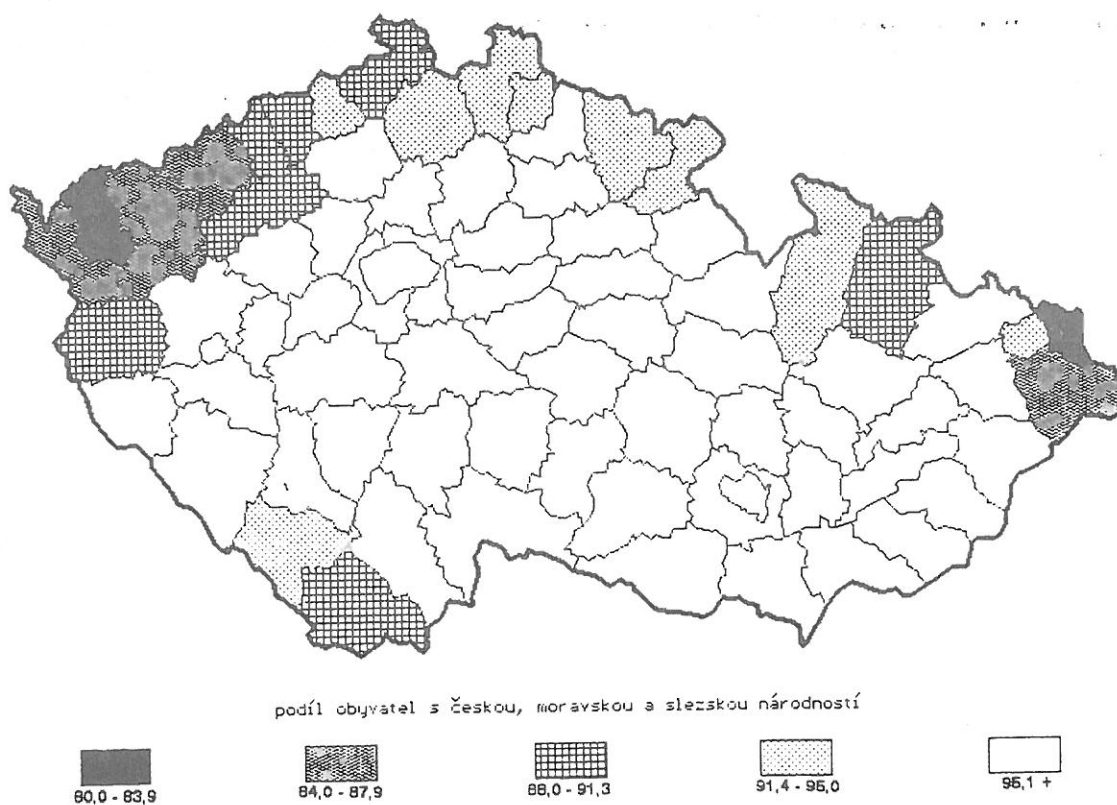 podíl obyvatel s českou, moravskou a slezskou národností
80,0 - 83,9
84,0 - 87,9
88,0 - 91,3
91,4 - 95,0
95,1 +